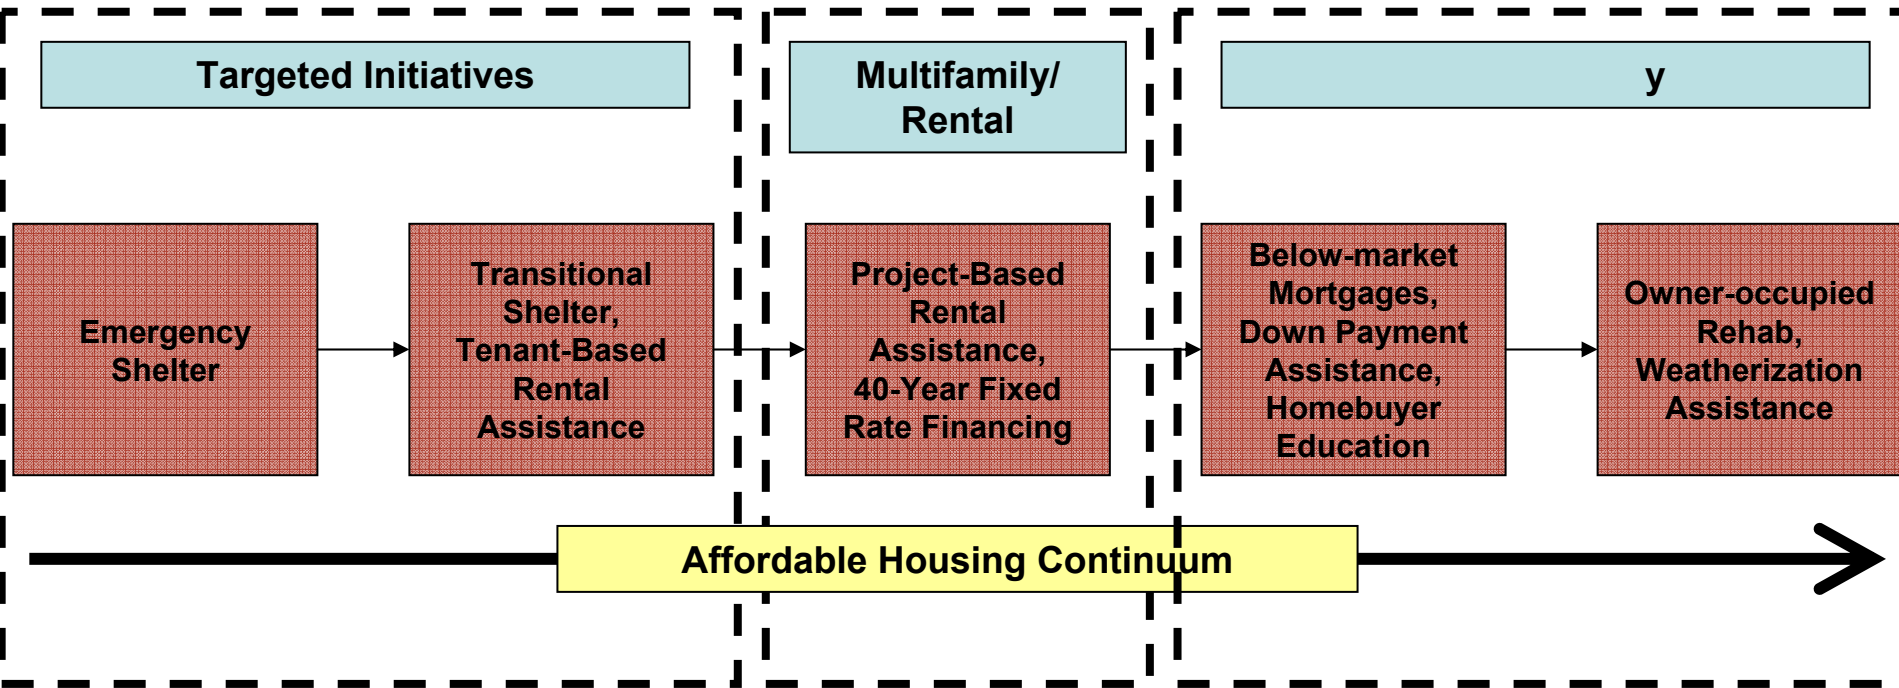 Targeted Initiatives
Multifamily/
Rental
y
Emergency
Shelter
Transitional
Shelter,
Tenant-Based
Rental
Assistance
Project-Based
Rental
Assistance,
40-Year Fixed
Rate Financing
Below-market
Mortgages,
Down Payment
Assistance,
Homebuyer
Education
Owner-occupied
Rehab,
Weatherization
Assistance
Affordable Housing Continuum